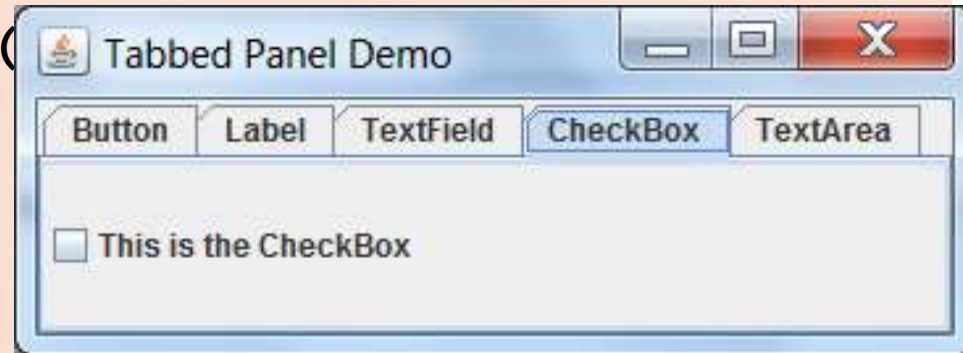 (
Tabbed Panel Demo
Button Label TextField CheckBox TextArea
This is the CheckBox